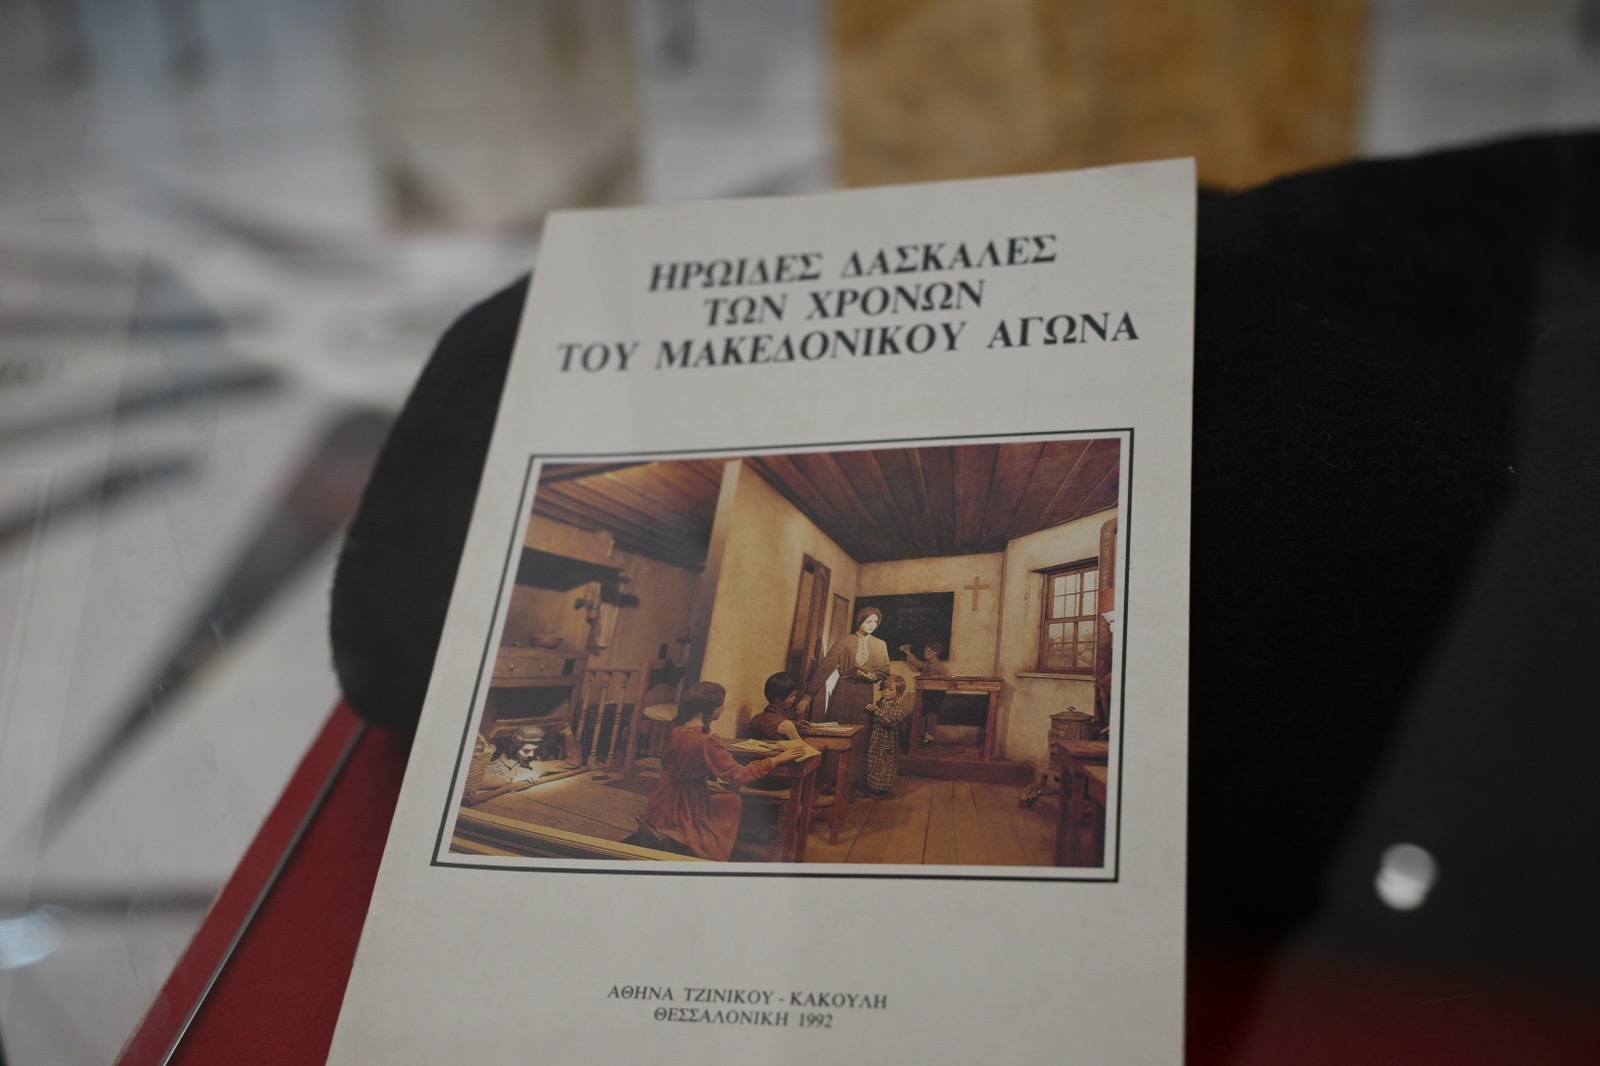 ΗΡΩΙΔΕΣ ΔΑΣΚΑΛΕΣ
ΤΩΝ ΧΡΟΝΩΝ
ΤΟΥ ΜΑΚΕΔΟΝΙΚΟΥ ΑΓΩΝΑ
ΑΘΗΝΑ ΤΖΙΝΙΚΟΥ - ΚΑΚΟΥΛΗ
ΘΕΣΣΑΛΟΝΙΚΗ 1992